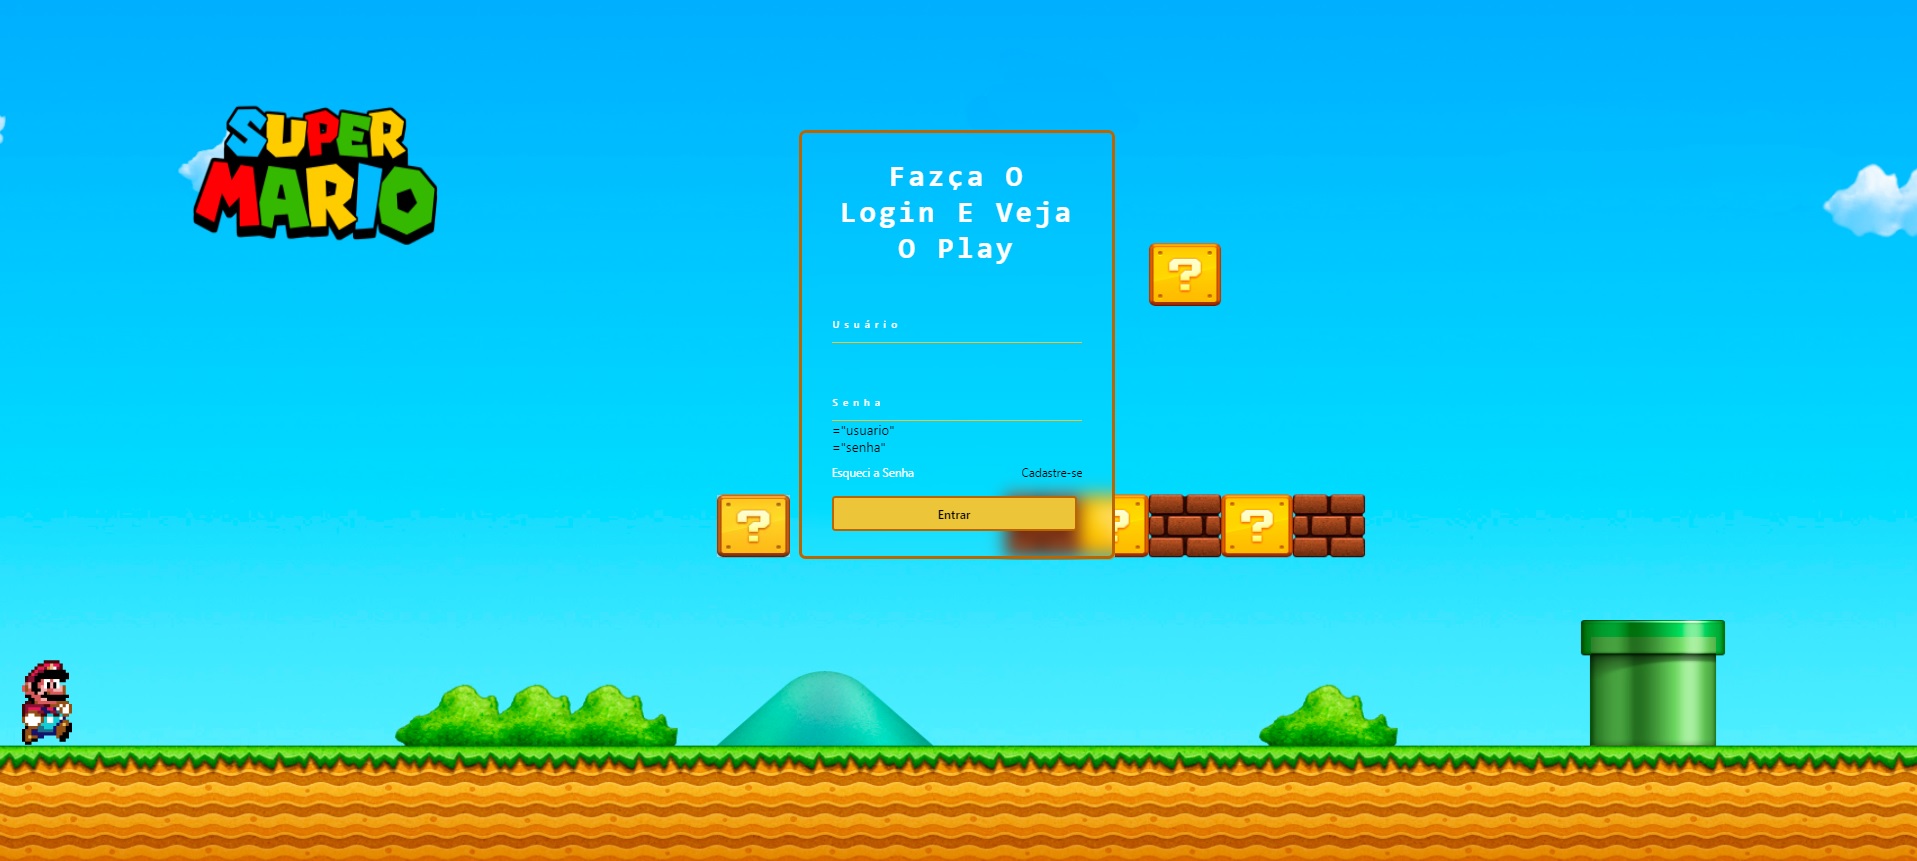 SUPER
MARIO
Fazça O
Login E Veja
O Play
?
Usuário
Senha
="usuario"
="senha"
Esqueci a Senha
Cadastre-se
?
Entrar
?
?